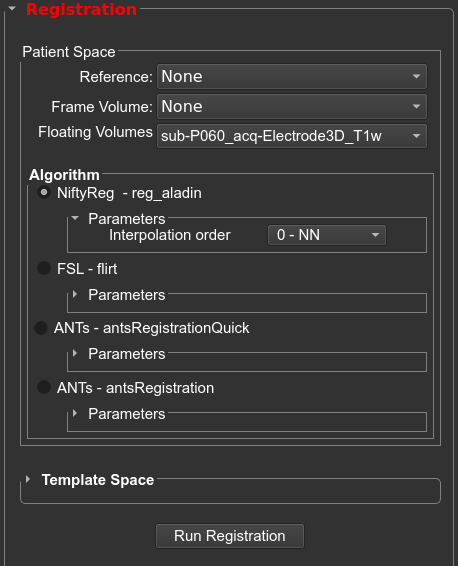 Registration
Patient Space
Reference: None
Frame Volume: None
Floating Volumes sub-P060_acq-Electrode3D_T1w
Algorithm
NiftyReg - reg_aladin
Parameters
Interpolation order 0 - NN
FSL - flirt
Parameters
ANTs - antsRegistrationQuick
Parameters
ANTs - antsRegistration
Parameters
Template Space
Run Registration